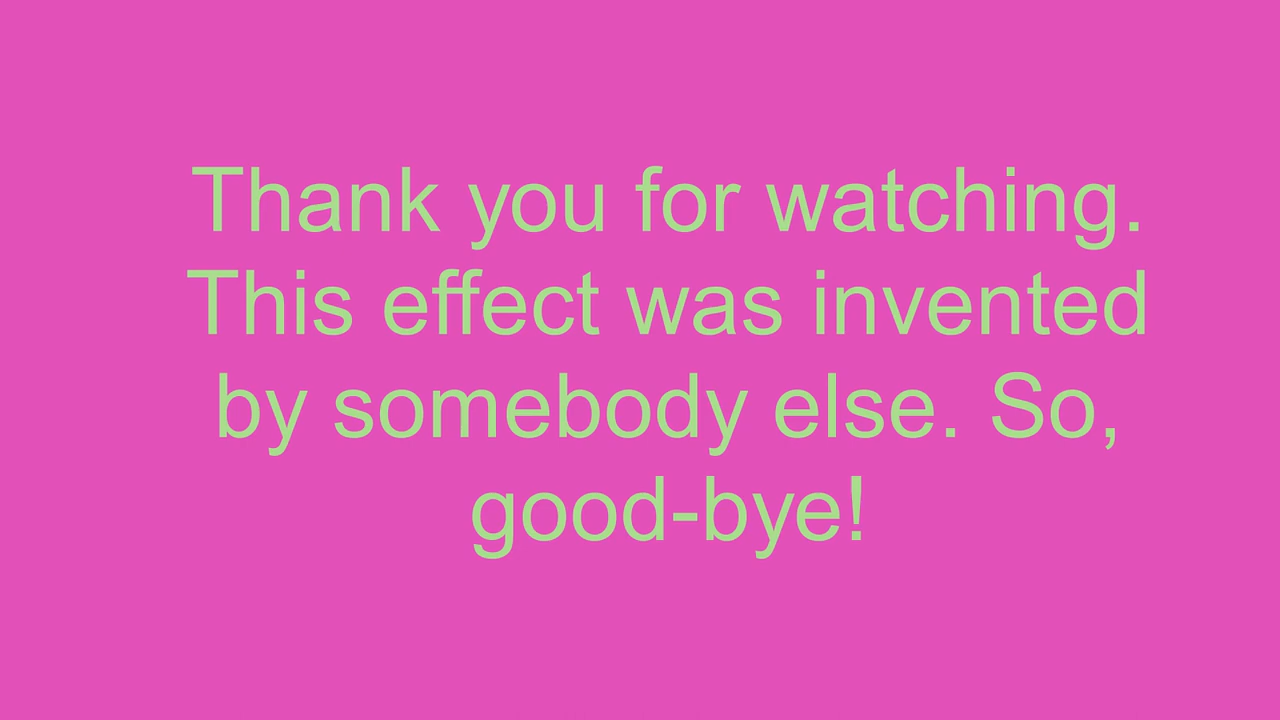 Thank you for watching.
This effect was invented
by somebody else. So,
good-bye!